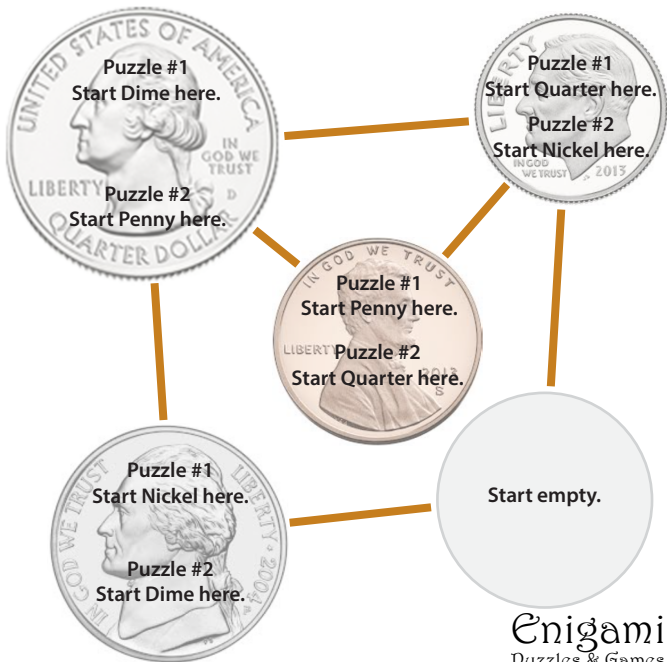 UNITED STATES OF AMERICA
Puzzle #1
Start Dime here.
IN
GOD WE
TRUST
LIBERTY
D
Puzzle #2
Start Penny here.
QUARTER DOLLAR
LIBERTY
Puzzle #1
Start Quarter here.
Puzzle #2
Start Nickel here.
IN GOD
WE TRUST
2013
IN GOD WE TRUST
Puzzle #1
Start Penny here.
LIBERTY
Puzzle #2
Start Quarter here.
2013
S
IN GOD WE TRUST
Puzzle #1
Start Nickel here.
LIBERTY • 2004
Puzzle #2
Start Dime here.
Start empty.
Enigami
Puzzles & Games